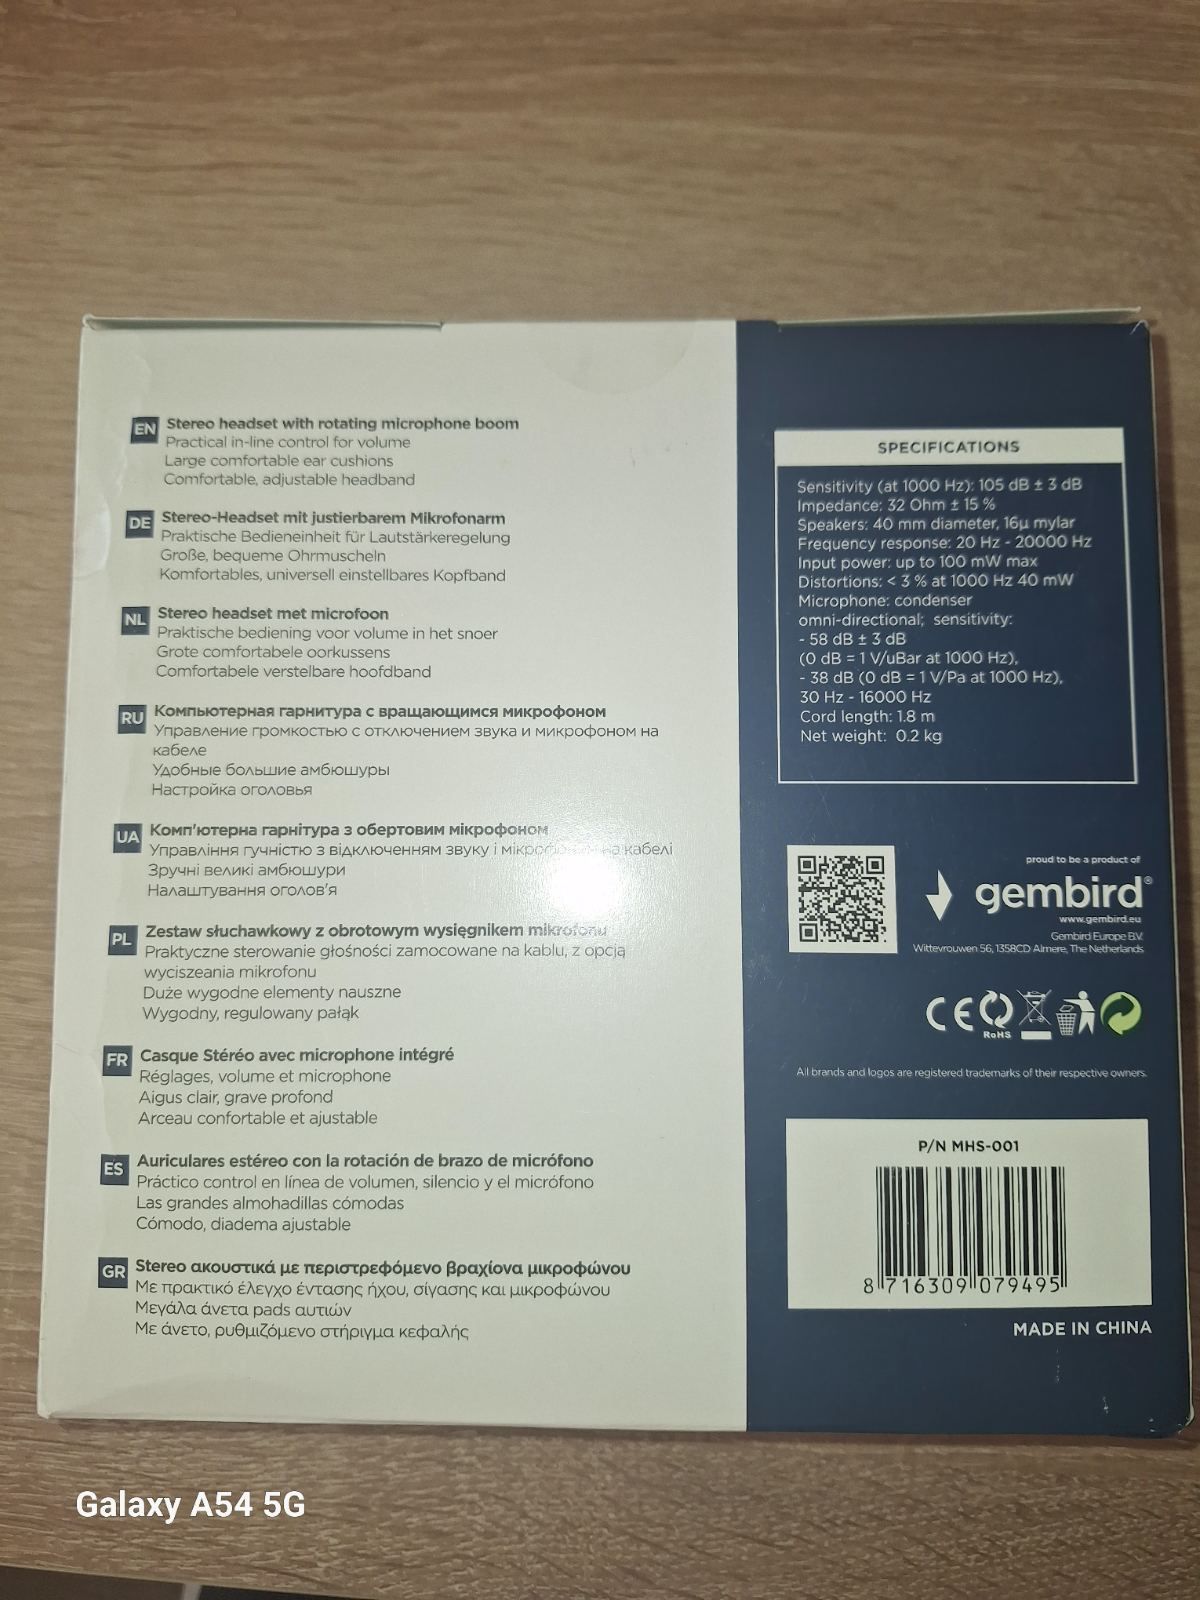 EN Stereo headset with rotating microphone boom
Practical in-line control for volume
Large comfortable ear cushions
Comfortable, adjustable headband
DE Stereo-Headset mit justierbarem Mikrofonarm
Praktische Bedieneinheit für Lautstärkeregelung
Große, bequeme Ohrmuscheln
Komfortables, universell einstellbares Kopfband
NL Stereo headset met microfoon
Praktische bediening voor volume in het snoer
Grote comfortabele oorkussens
Comfortabele verstelbare hoofdband
RU Компьютерная гарнитура с вращающимся микрофоном
Управление громкостью с отключением звука и микрофоном на
кабеле
Удобные большие амбюшуры
Настройка оголовья
UA Комп'ютерна гарнітура з обертовим мікрофоном
Управління гучністю з відключенням звуку і мікрофоном на кабелі
Зручні великі амбюшури
Налаштування оголов'я
PL Zestaw słuchawkowy z obrotowym wysięgnikem mikrofonu
Praktyczne sterowanie głośności zamocowane na kablu, z opcją
wyciszeania mikrofonu
Duże wygodne elementy nauszne
Wygodny, regulowany pałąk
FR Casque Stéréo avec microphone intégré
Réglages, volume et microphone
Aigus clair, grave profond
Arceau confortable et ajustable
ES Auriculares estéreo con la rotación de brazo de micrófono
Práctico control en línea de volumen, silencio y el micrófono
Las grandes almohadillas cómodas
Cómodo, diadema ajustable
GR Stereo ακουστικά με περιστρεφόμενο βραχίονα μικροφώνου
Με πρακτικό έλεγχο έντασης ήχου, σίγασης και μικροφώνου
Μεγάλα άνετα pads αυτιών
Με άνετο, ρυθμιζόμενο στήριγμα κεφαλής
SPECIFICATIONS
Sensitivity (at 1000 Hz): 105 dB ± 3 dB
Impedance: 32 Ohm ± 15 %
Speakers: 40 mm diameter, 16µ mylar
Frequency response: 20 Hz - 20000 Hz
Input power: up to 100 mW max
Distortions: < 3 % at 1000 Hz 40 mW
Microphone: condenser
omni-directional; sensitivity:
- 58 dB ± 3 dB
(0 dB = 1 V/uBar at 1000 Hz),
- 38 dB (0 dB = 1 V/Pa at 1000 Hz),
30 Hz - 16000 Hz
Cord length: 1.8 m
Net weight: 0.2 kg
proud to be a product of
gembird®
www.gembird.eu
Gembird Europe B.V.
Wittevrouwen 56, 1358CD Almere, The Netherlands
CE RoHS
All brands and logos are registered trademarks of their respective owners.
P/N MHS-001
8 716309 079495
MADE IN CHINA
Galaxy A54 5G